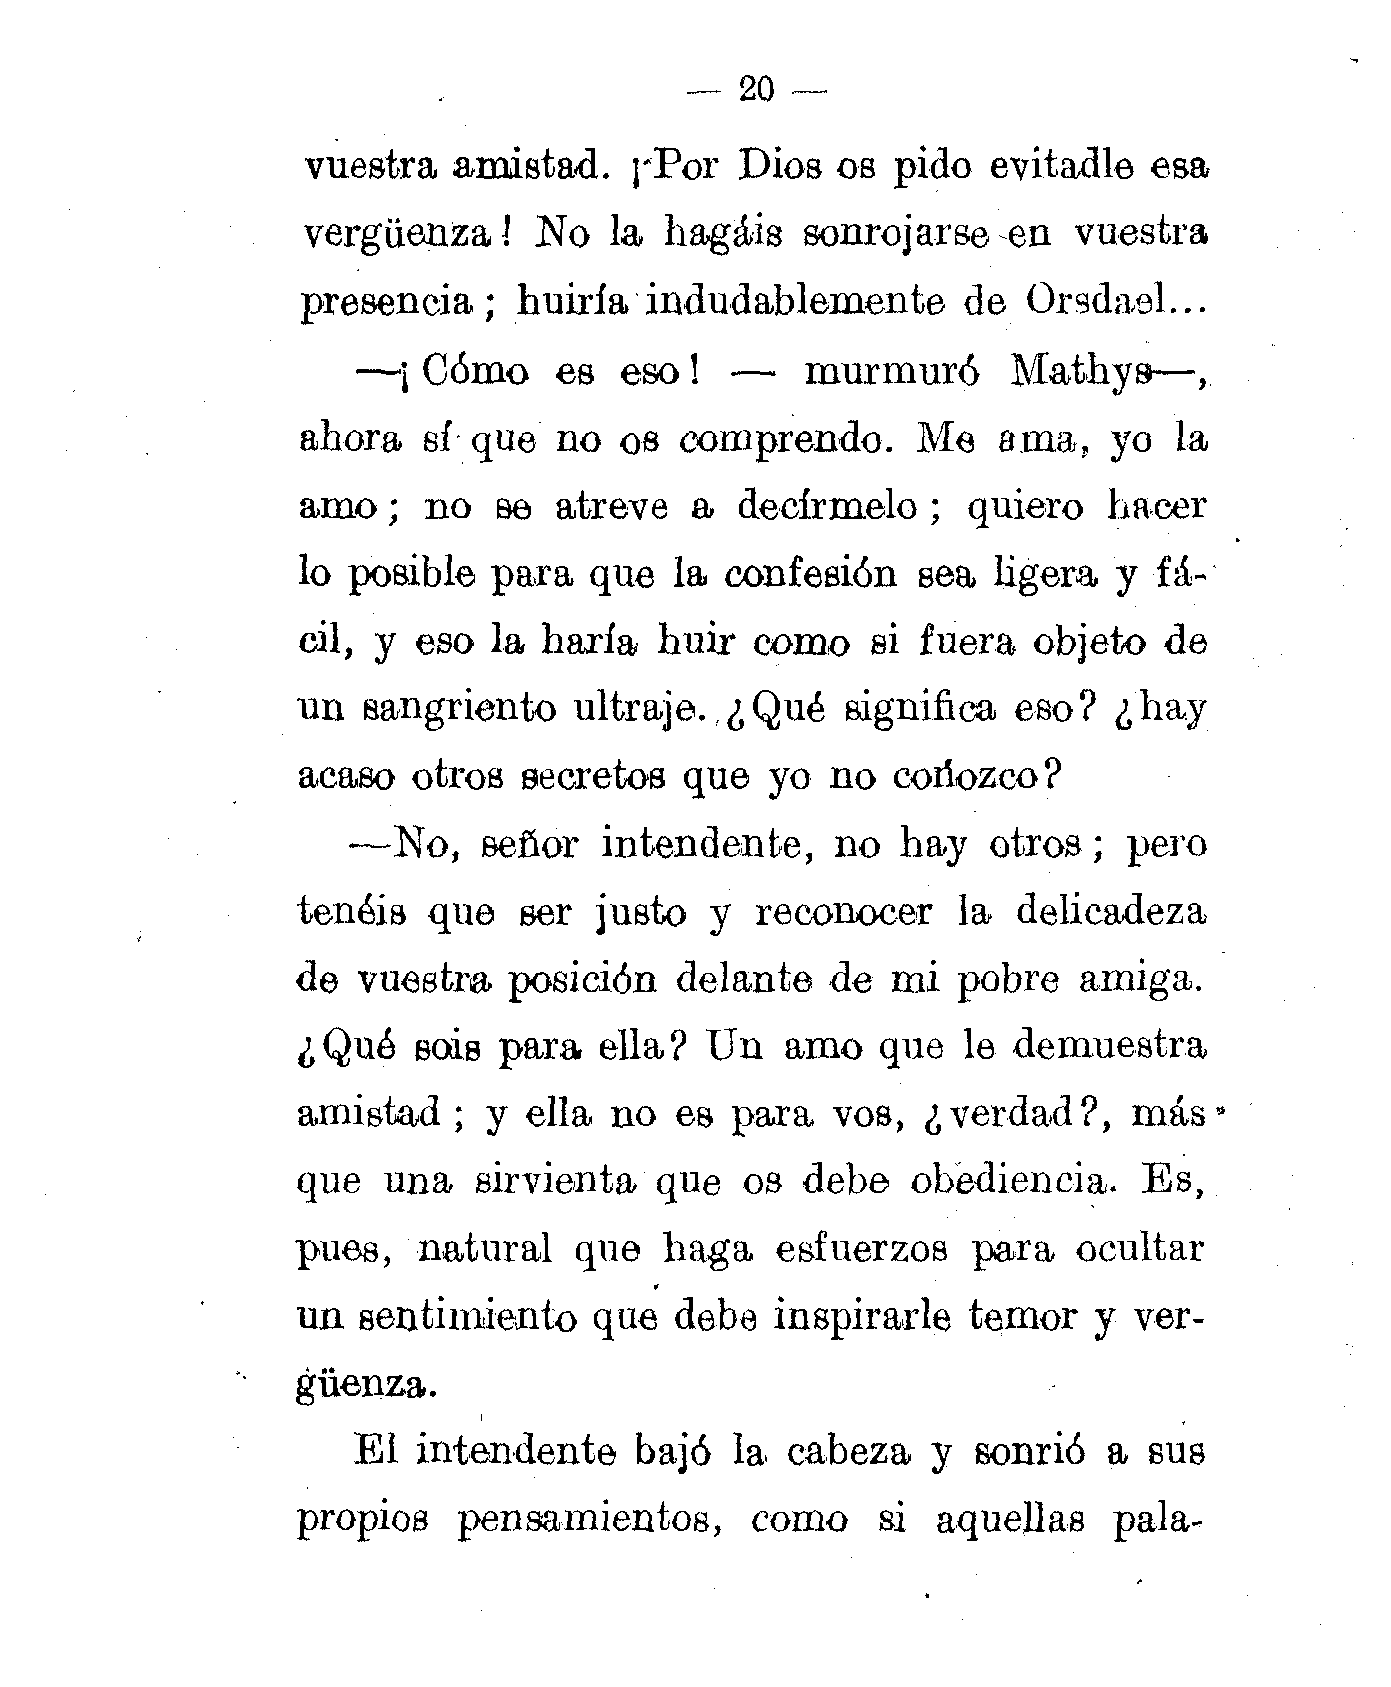 — 20 —
vuestra amistad. ¡Por Dios os pido evitadle esa
vergüenza! No la hagáis sonrojarse en vuestra
presencia; huiría indudablemente de Orsdael...
—¡Cómo es eso! — murmuró Mathys—,
ahora sí que no os comprendo. Me ama, yo la
amo; no se atreve a decírmelo; quiero hacer
lo posible para que la confesión sea ligera y fá-
cil, y eso la haría huir como si fuera objeto de
un sangriento ultraje. ¿Qué significa eso? ¿hay
acaso otros secretos que yo no conozco?
—No, señor intendente, no hay otros; pero
tenéis que ser justo y reconocer la delicadeza
de vuestra posición delante de mi pobre amiga.
¿Qué sois para ella? Un amo que le demuestra
amistad; y ella no es para vos, ¿verdad?, más
que una sirvienta que os debe obediencia. Es,
pues, natural que haga esfuerzos para ocultar
un sentimiento que debe inspirarle temor y ver-
güenza.
El intendente bajó la cabeza y sonrió a sus
propios pensamientos, como si aquellas pala-